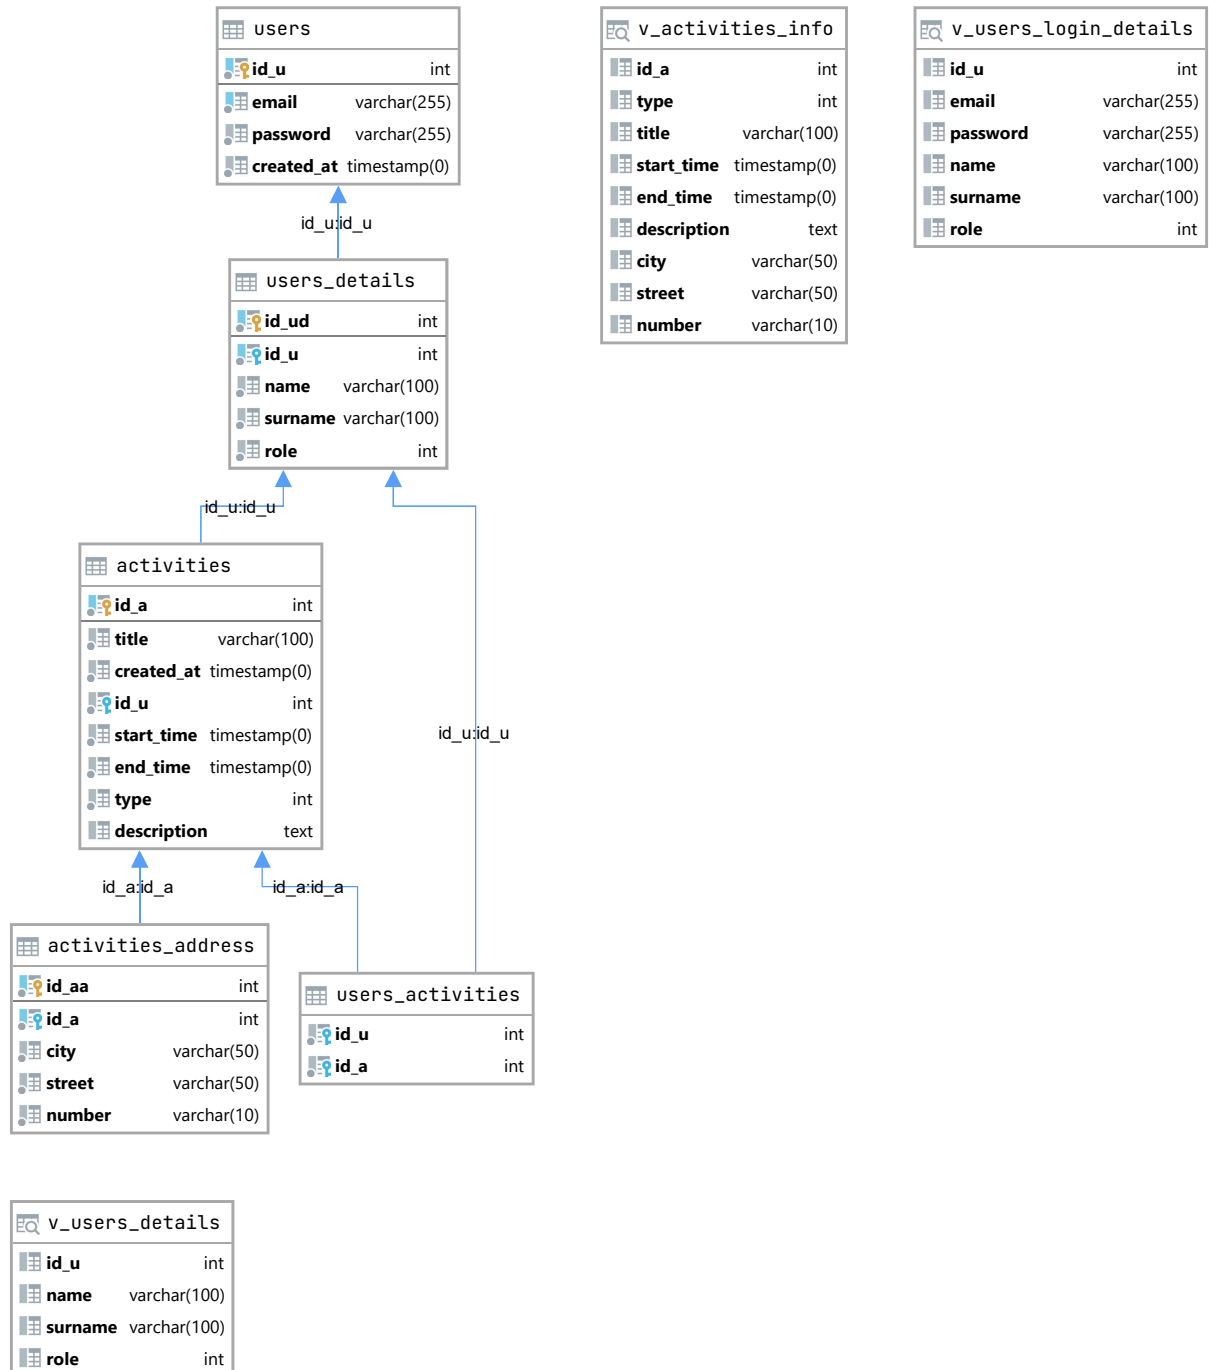 users
id_u int
email varchar(255)
password varchar(255)
created_at timestamp(0)
id_u:id_u
users_details
id_ud int
id_u int
name varchar(100)
surname varchar(100)
role int
id_u:id_u
activities
id_a int
title varchar(100)
created_at timestamp(0)
id_u int
start_time timestamp(0)
end_time timestamp(0)
type int
description text
id_u:id_u
id_a:id_a
id_a:id_a
activities_address
id_aa int
id_a int
city varchar(50)
street varchar(50)
number varchar(10)
users_activities
id_u int
id_a int
v_activities_info
id_a int
type int
title varchar(100)
start_time timestamp(0)
end_time timestamp(0)
description text
city varchar(50)
street varchar(50)
number varchar(10)
v_users_login_details
id_u int
email varchar(255)
password varchar(255)
name varchar(100)
surname varchar(100)
role int
v_users_details
id_u int
name varchar(100)
surname varchar(100)
role int